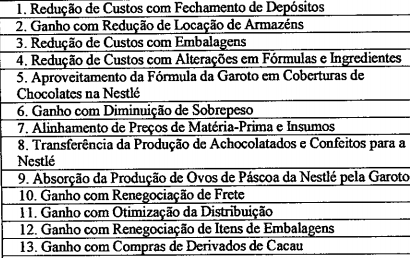 1. Redução de Custos com Fechamento de Depósitos
2. Ganho com Redução de Locação de Armazéns
3. Redução de Custos com Embalagens
4. Redução de Custos com Alterações em Fórmulas e Ingredientes
5. Aproveitamento da Fórmula da Garoto em Coberturas de
Chocolates na Nestlé
6. Ganho com Diminuição de Sobrepeso
7. Alinhamento de Preços de Matéria-Prima e Insumos
8. Transferência da Produção de Achocolatados e Confeitos para a
Nestlé
9. Absorção da Produção de Ovos de Páscoa da Nestlé pela Garoto
10. Ganho com Renegociação de Frete
11. Ganho com Otimização da Distribuição
12. Ganho com Renegociação de Itens de Embalagens
13. Ganho com Compras de Derivados de Cacau